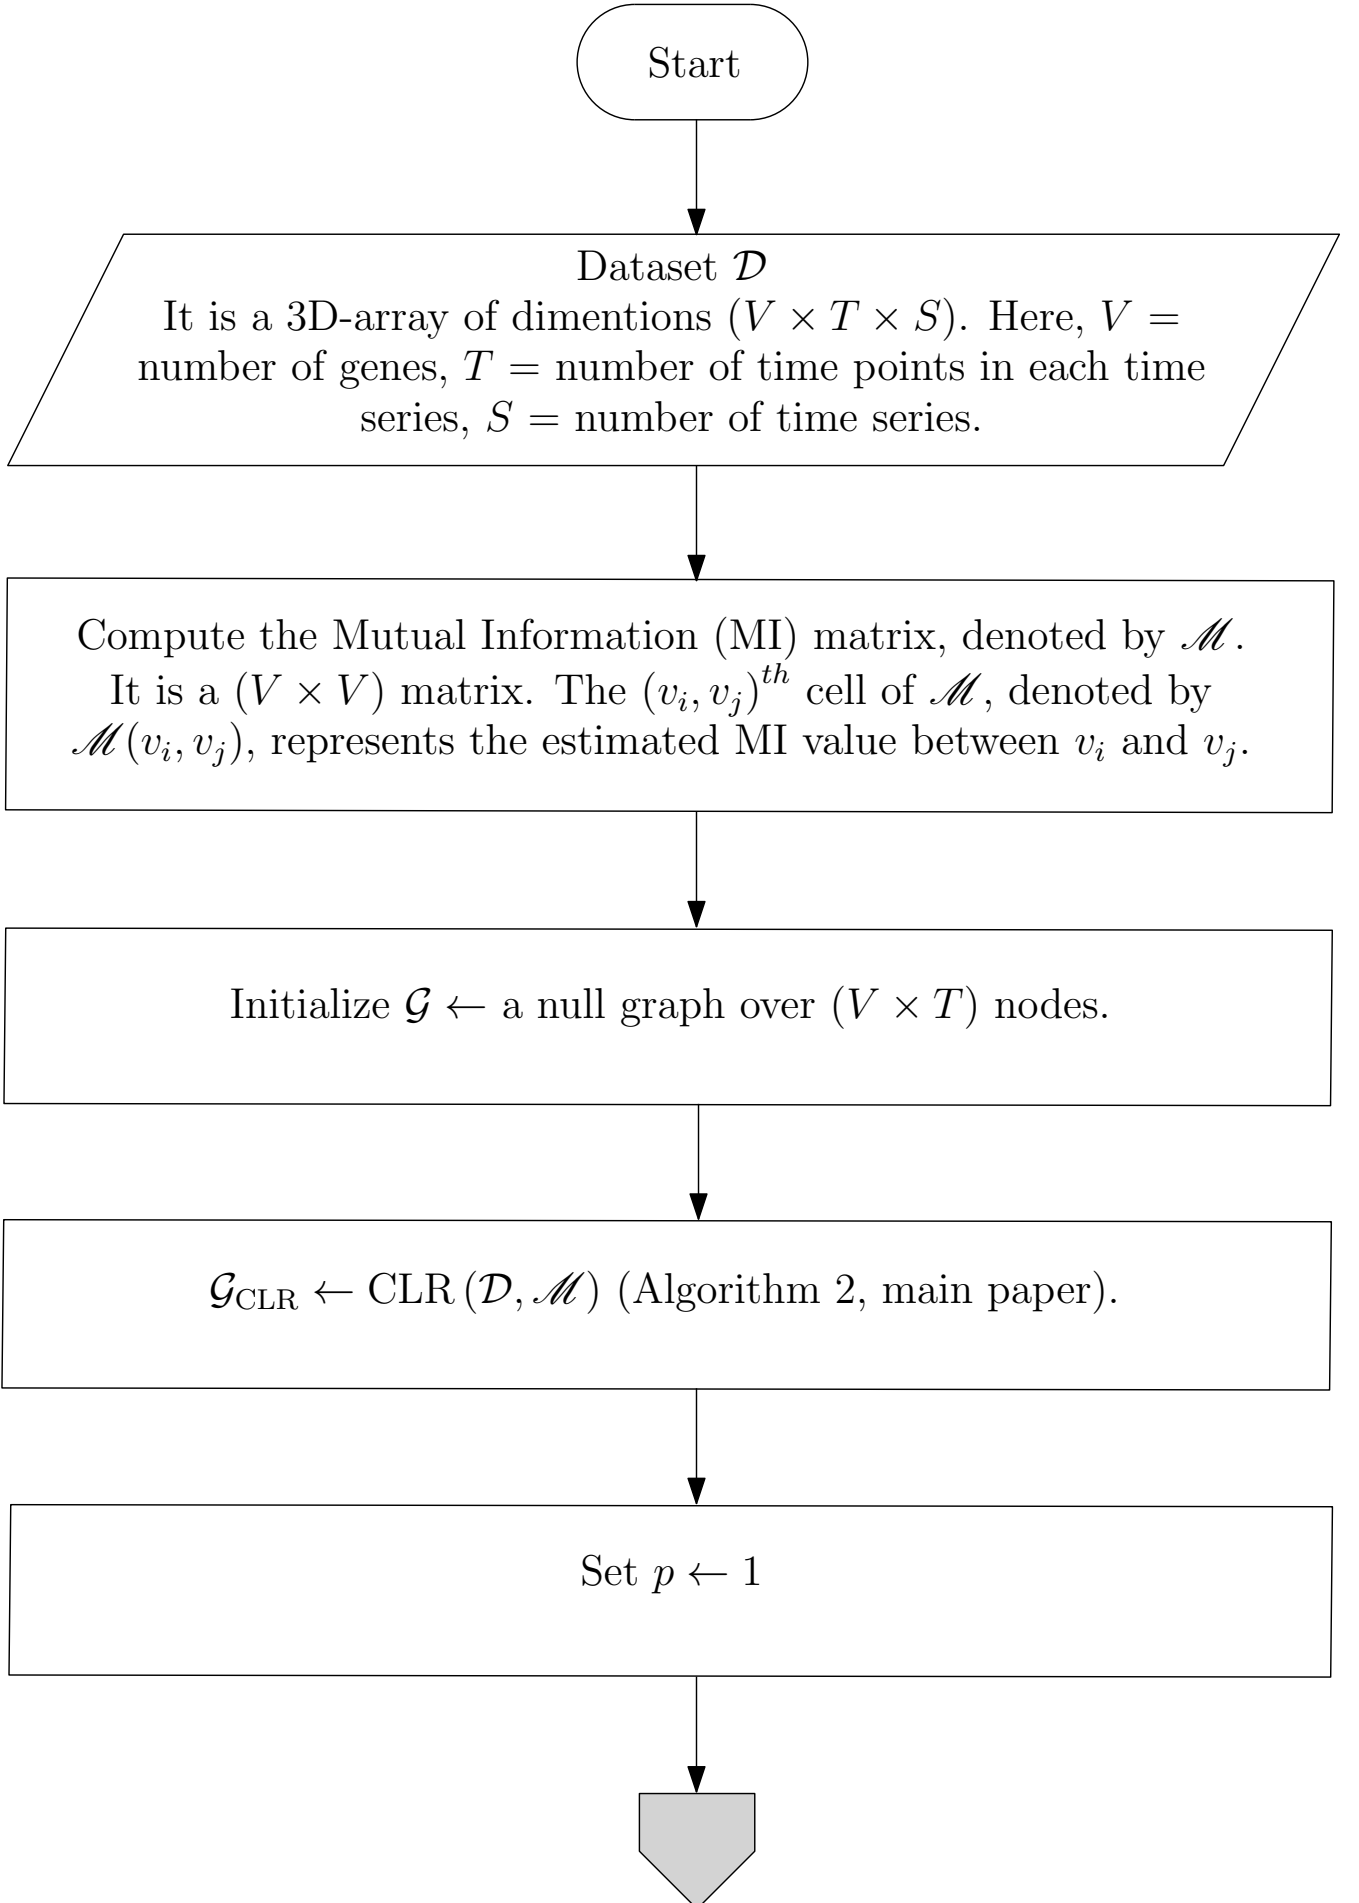 Start
Dataset 𝒟
It is a 3D-array of dimentions (V × T × S). Here, V =
number of genes, T = number of time points in each time
series, S = number of time series.
Compute the Mutual Information (MI) matrix, denoted by ℳ.
It is a (V × V) matrix. The (v_i, v_j)^{th} cell of ℳ, denoted by
ℳ(v_i, v_j), represents the estimated MI value between v_i and v_j.
Initialize 𝒢 ← a null graph over (V × T) nodes.
𝒢_{CLR} ← CLR (𝒟, ℳ) (Algorithm 2, main paper).
Set p ← 1